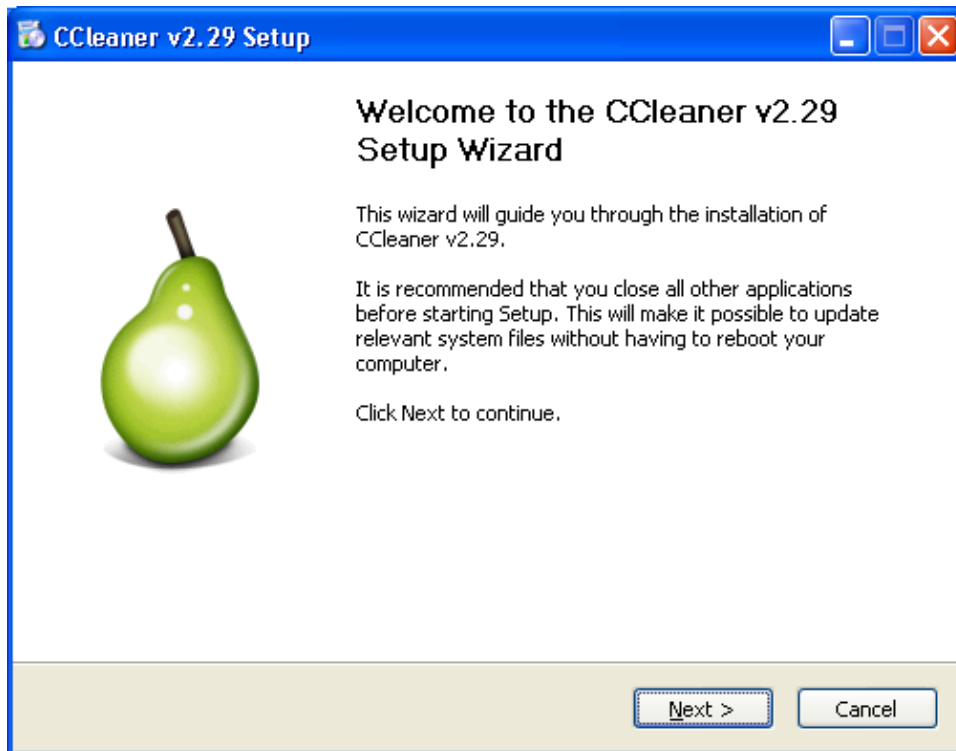 CCleaner v2.29 Setup
Welcome to the CCleaner v2.29
Setup Wizard
This wizard will guide you through the installation of
CCleaner v2.29.
It is recommended that you close all other applications
before starting Setup. This will make it possible to update
relevant system files without having to reboot your
computer.
Click Next to continue.
Next >
Cancel